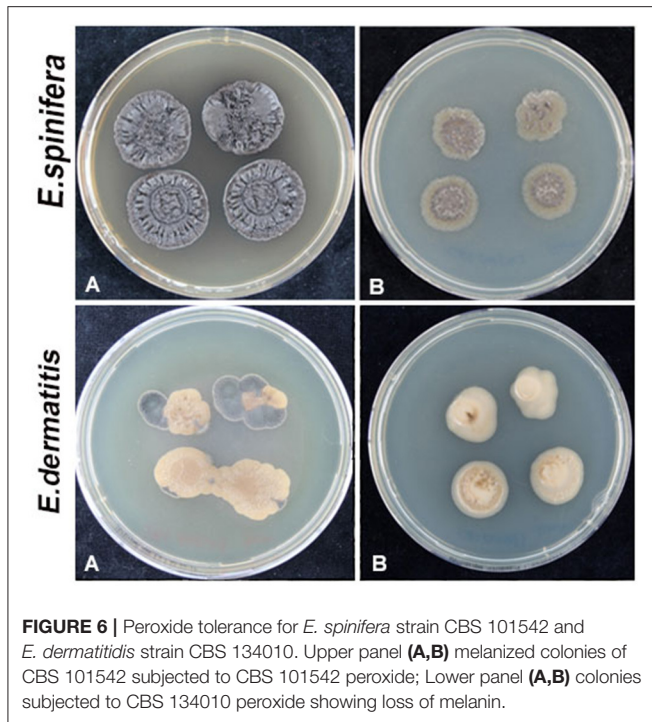 E.spinifera
A
B
E.dermatitis
A
B
FIGURE 6 | Peroxide tolerance for E. spinifera strain CBS 101542 and
E. dermatitidis strain CBS 134010. Upper panel (A,B) melanized colonies of
CBS 101542 subjected to CBS 101542 peroxide; Lower panel (A,B) colonies
subjected to CBS 134010 peroxide showing loss of melanin.